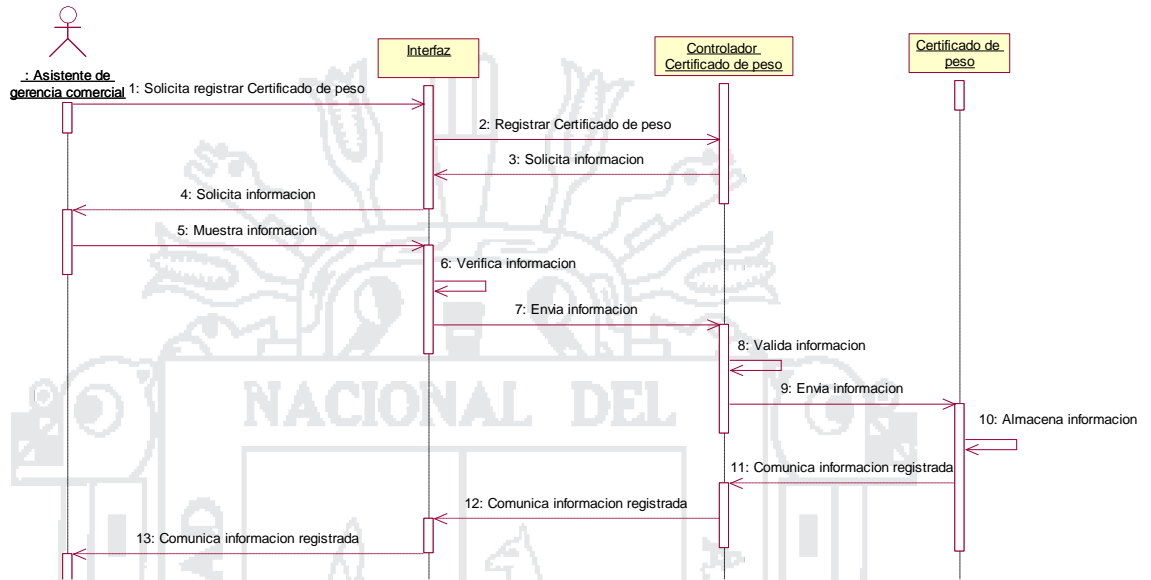 Interfaz
Controlador
Certificado de peso
Certificado de
peso
: Asistente de
gerencia comercial
1: Solicita registrar Certificado de peso
2: Registrar Certificado de peso
3: Solicita informacion
4: Solicita informacion
5: Muestra informacion
6: Verifica informacion
7: Envia informacion
8: Valida informacion
9: Envia informacion
10: Almacena informacion
11: Comunica informacion registrada
12: Comunica informacion registrada
13: Comunica informacion registrada
NACIONAL DEL
AD